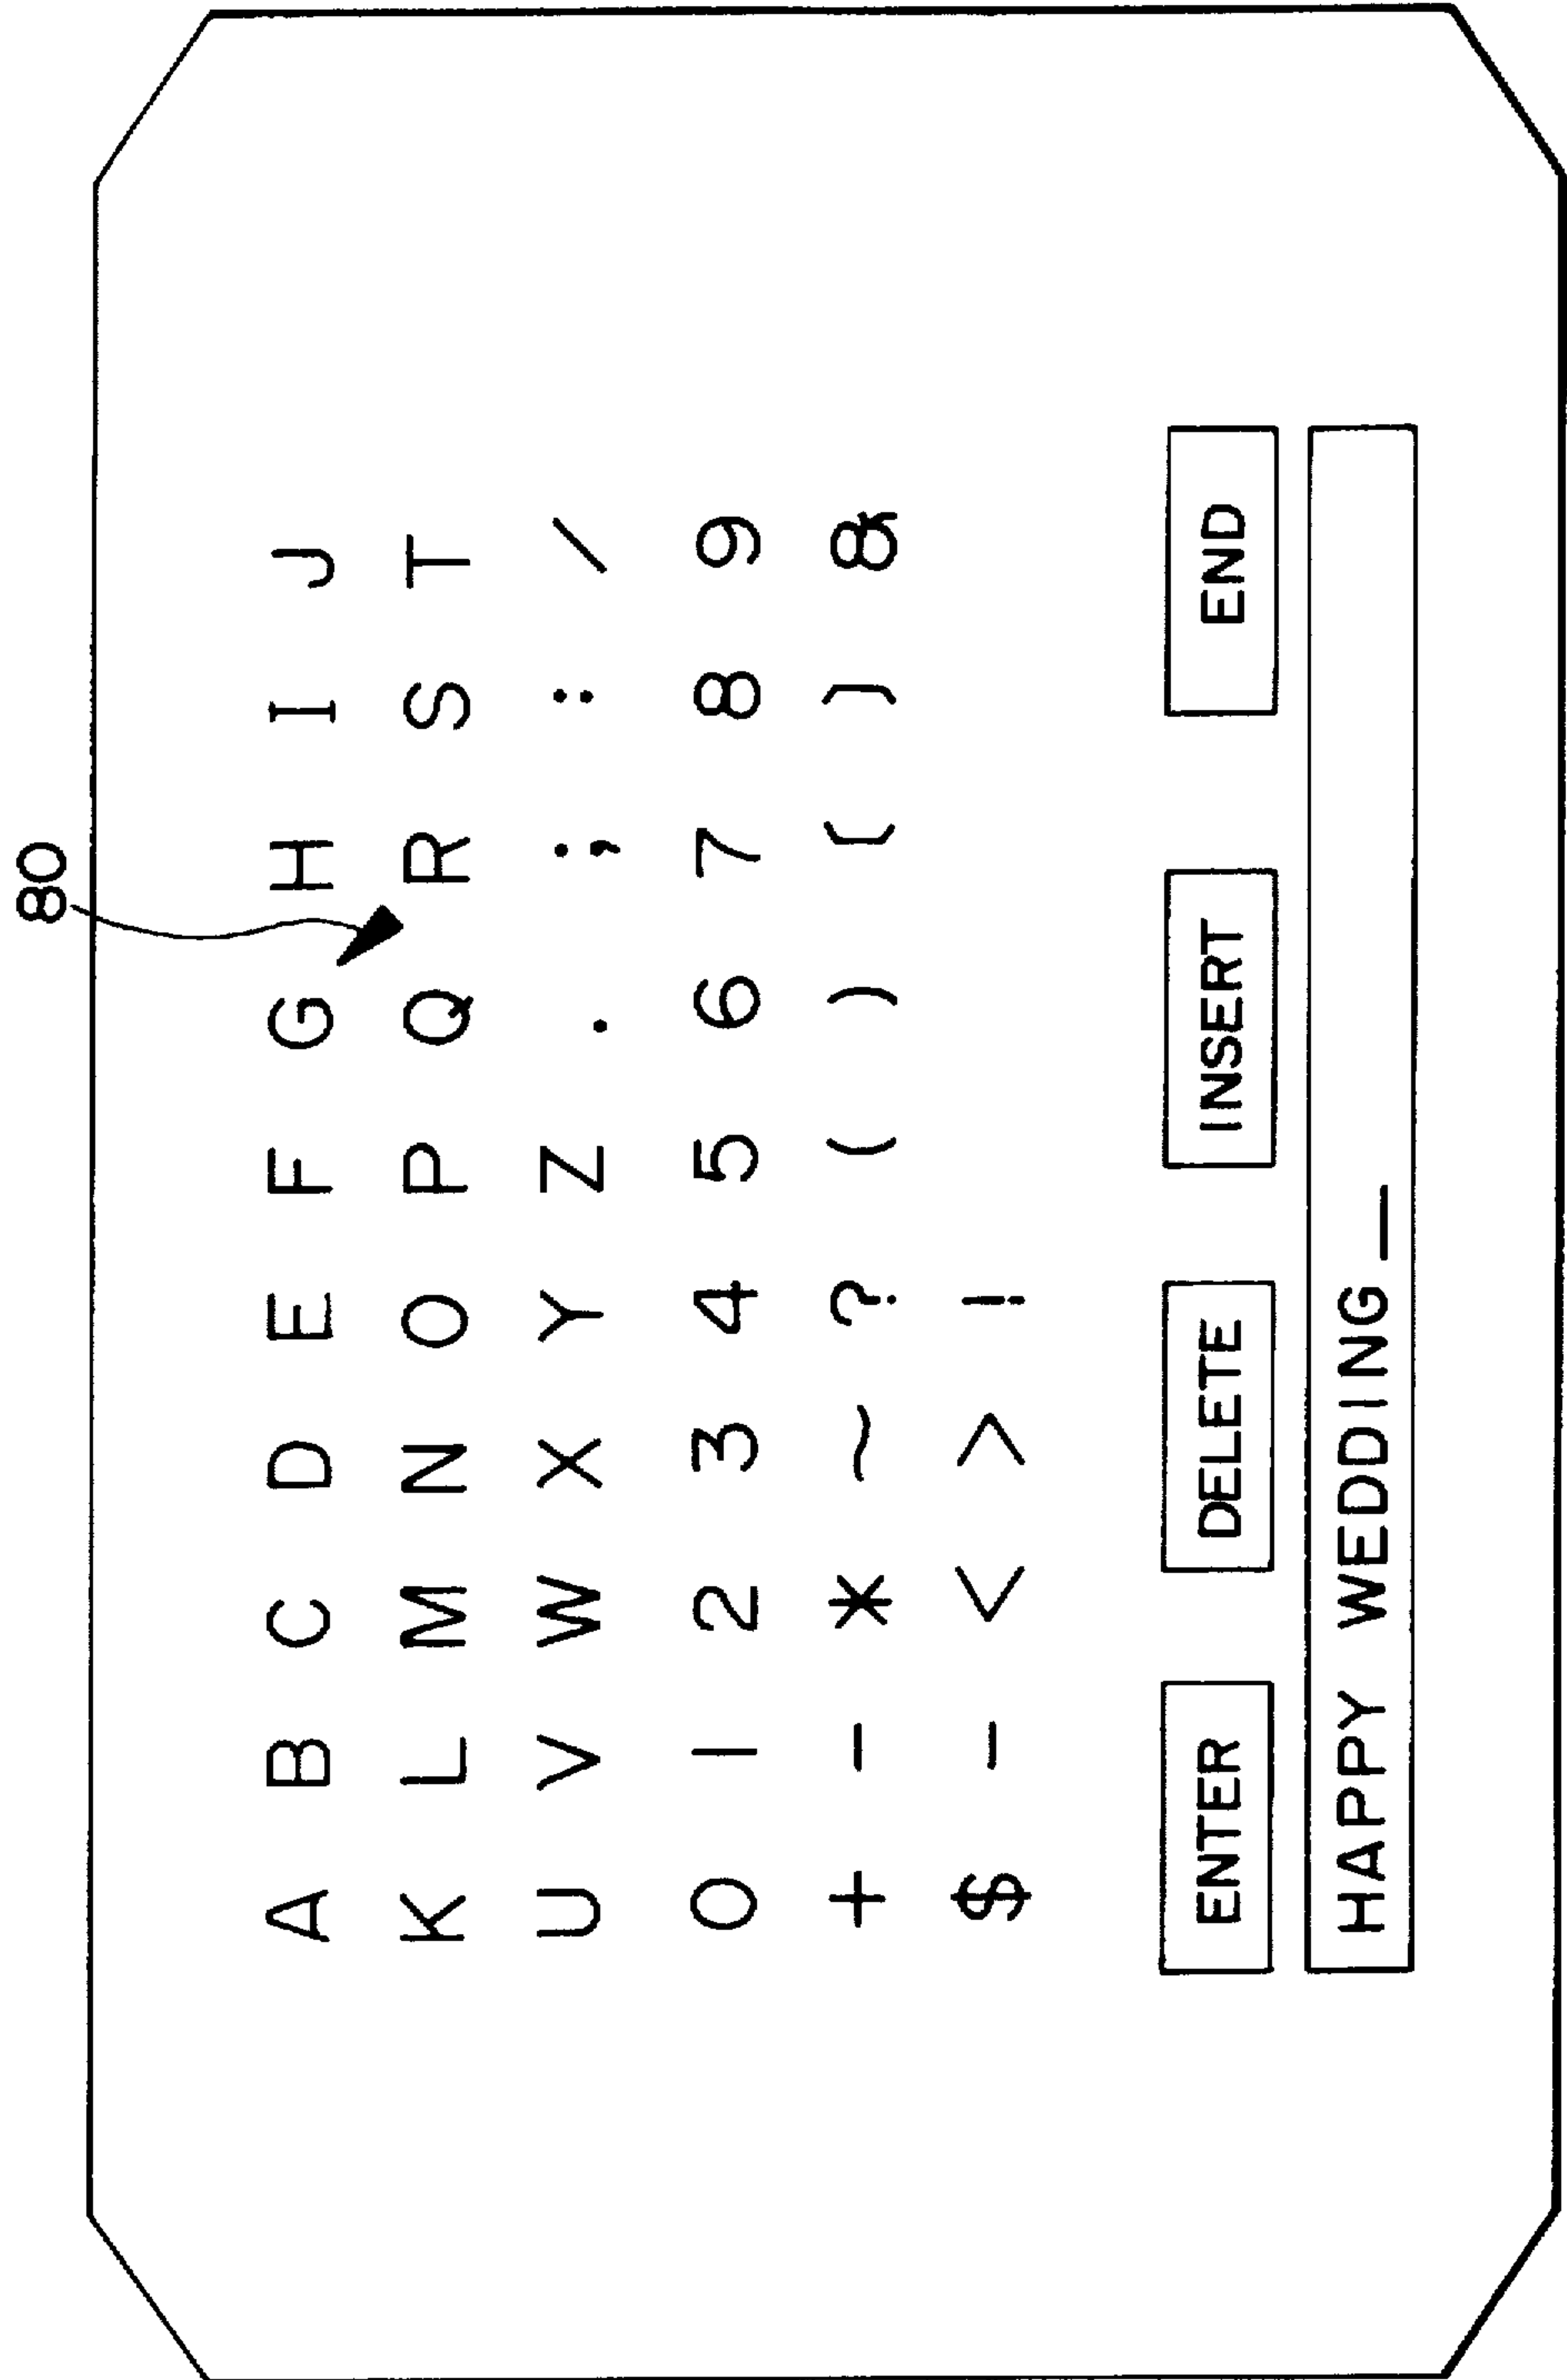 80
A B C D E F G H I J
K L M N O P Q R S T
U V W X Y Z . ; : /
0 1 2 3 4 5 6 7 8 9
+ - * ~ ? ( ) [ ] &
$ - < > !
ENTER DELETE INSERT END
HAPPY WEDDING_